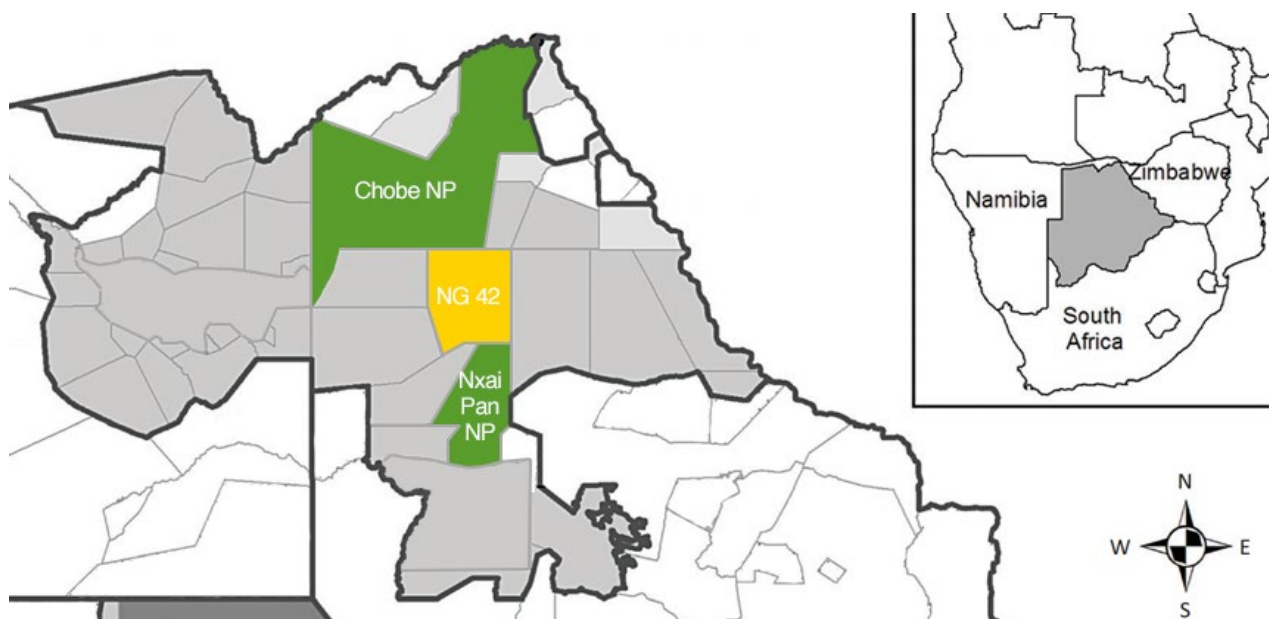 Chobe NP
NG 42
Nxai
Pan
NP
Namibia
Zimbabwe
South
Africa
N
W
E
S